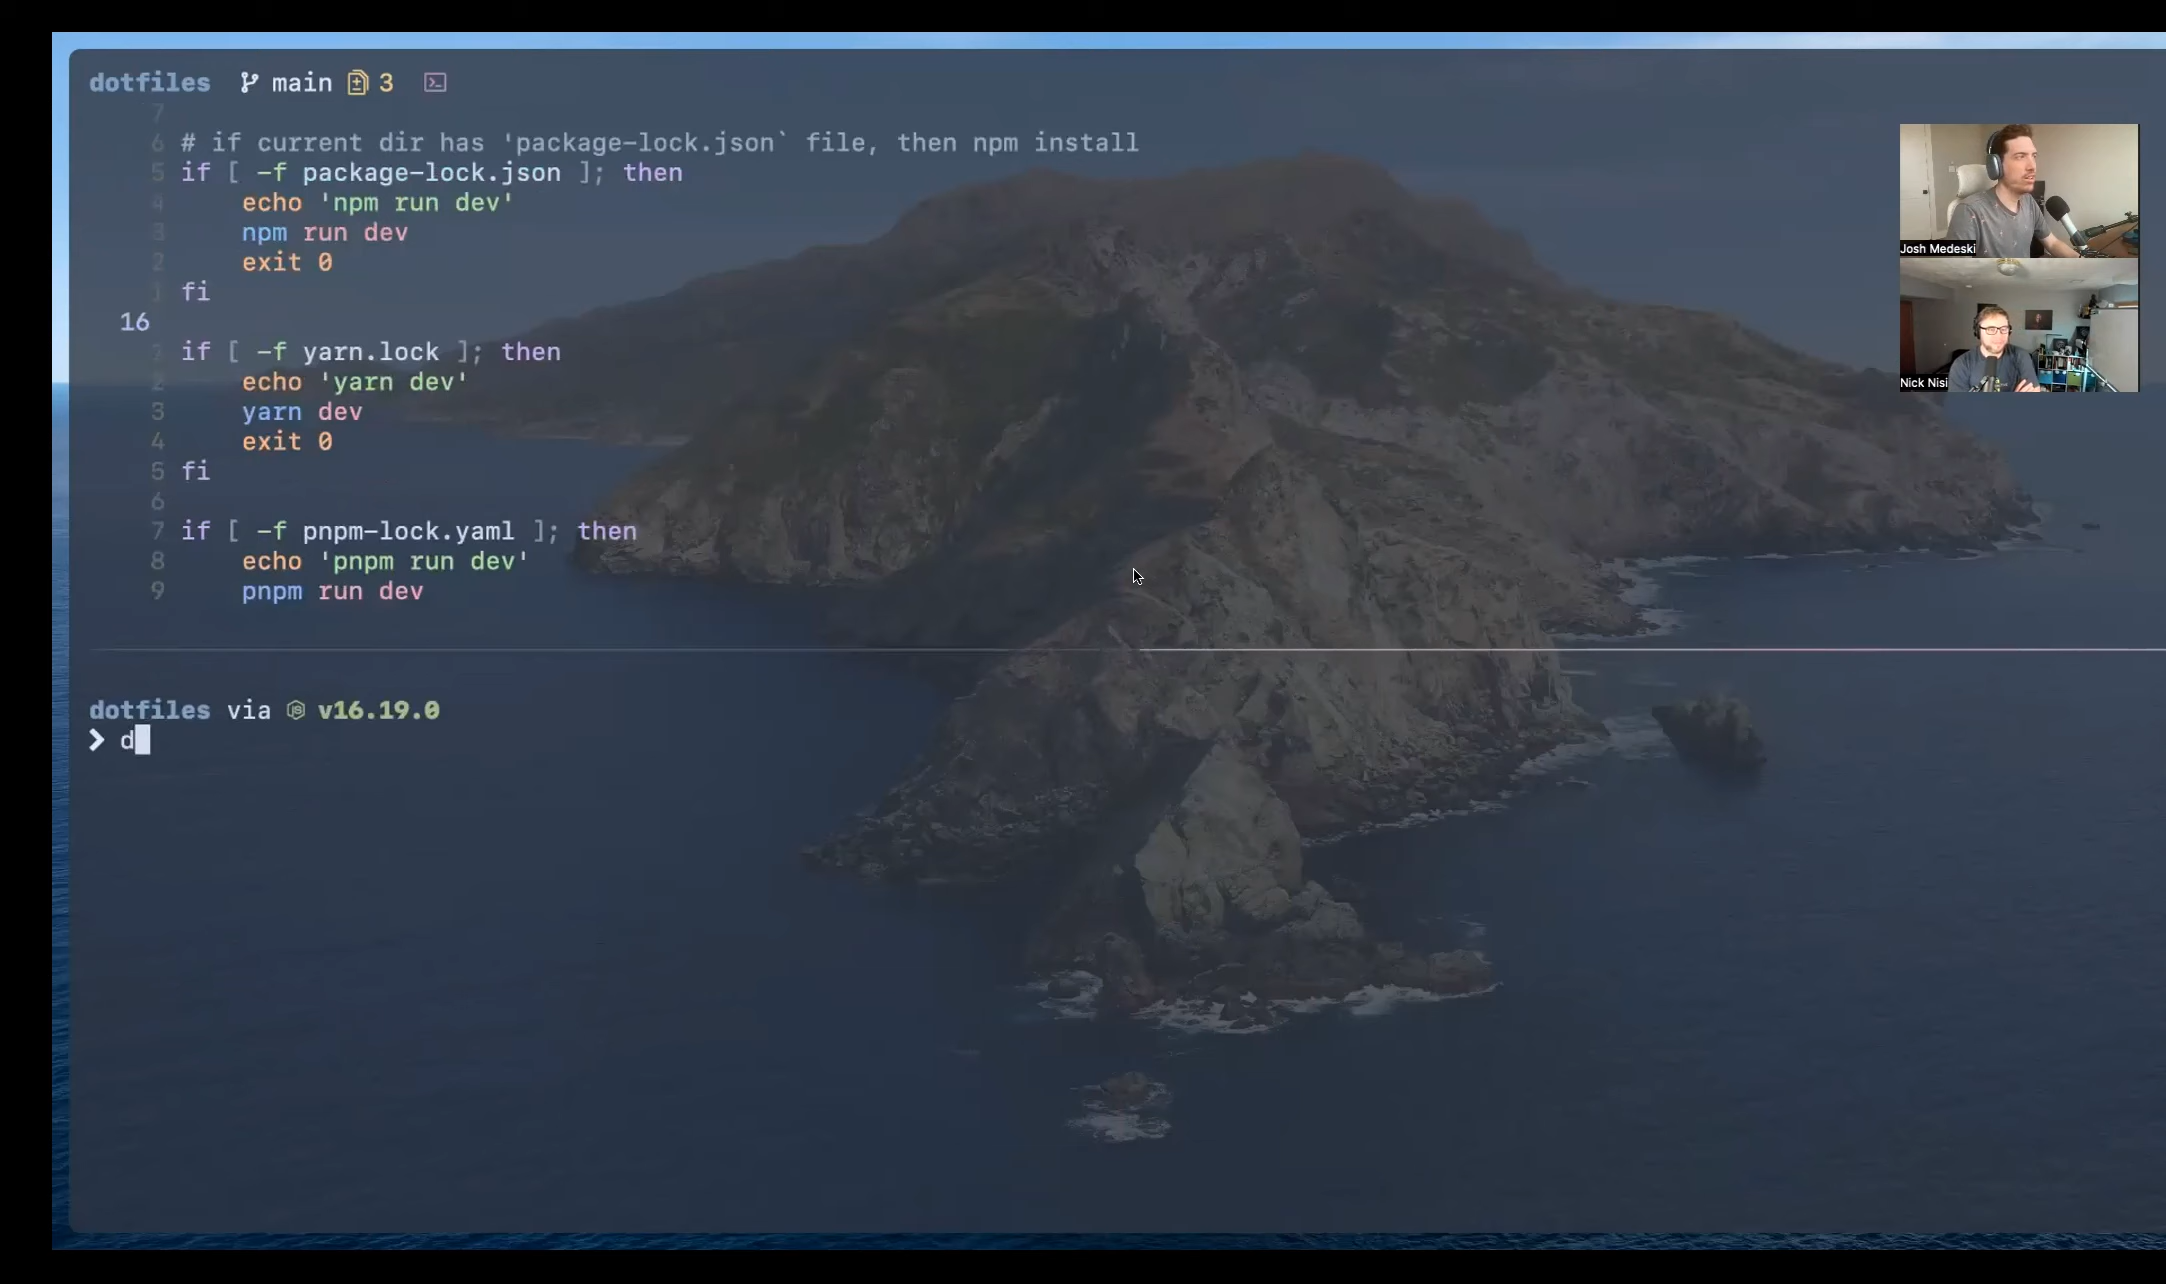 dotfiles main 3
7
6 # if current dir has 'package-lock.json` file, then npm install
5 if [ -f package-lock.json ]; then
4 echo 'npm run dev'
3 npm run dev
2 exit 0
1 fi
16
1 if [ -f yarn.lock ]; then
2 echo 'yarn dev'
3 yarn dev
4 exit 0
5 fi
6
7 if [ -f pnpm-lock.yaml ]; then
8 echo 'pnpm run dev'
9 pnpm run dev
dotfiles via v16.19.0
❯ d
Josh Medeski
Nick Nisi